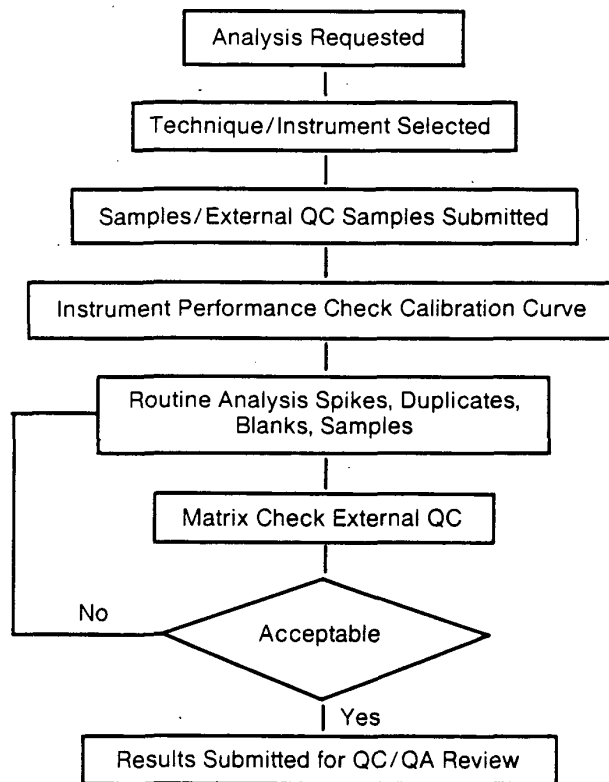 Analysis Requested
Technique/Instrument Selected
Samples/External QC Samples Submitted
Instrument Performance Check Calibration Curve
Routine Analysis Spikes, Duplicates,
Blanks, Samples
Matrix Check External QC
No
Acceptable
Yes
Results Submitted for QC/QA Review